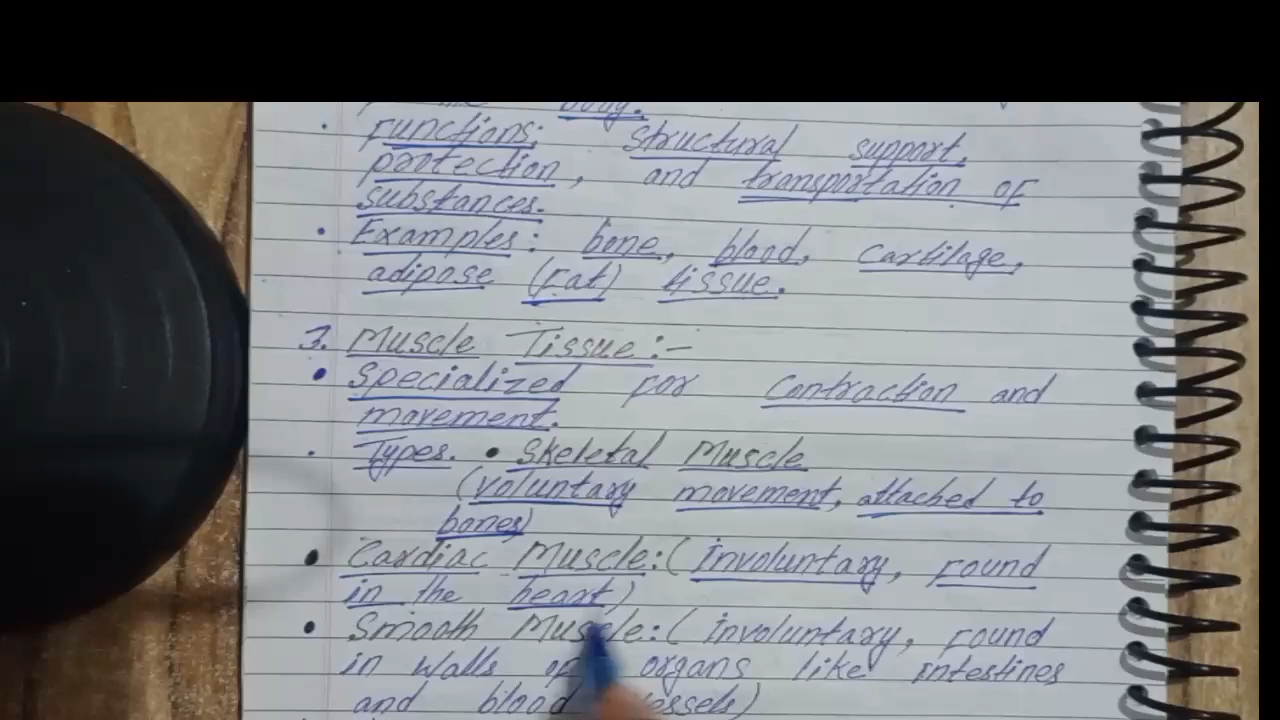 body.
• Functions: structural support,
protection, and transportation of
substances.
• Examples: bone, blood, cartilage,
adipose (fat) tissue.
3. Muscle Tissue :-
• Specialized for contraction and
movement.
• Types. • Skeletal Muscle
(voluntary movement, attached to
bones)
• Cardiac Muscle: (involuntary, found
in the heart)
• Smooth Muscle: (involuntary, found
in walls of organs like intestines
and blood vessels)